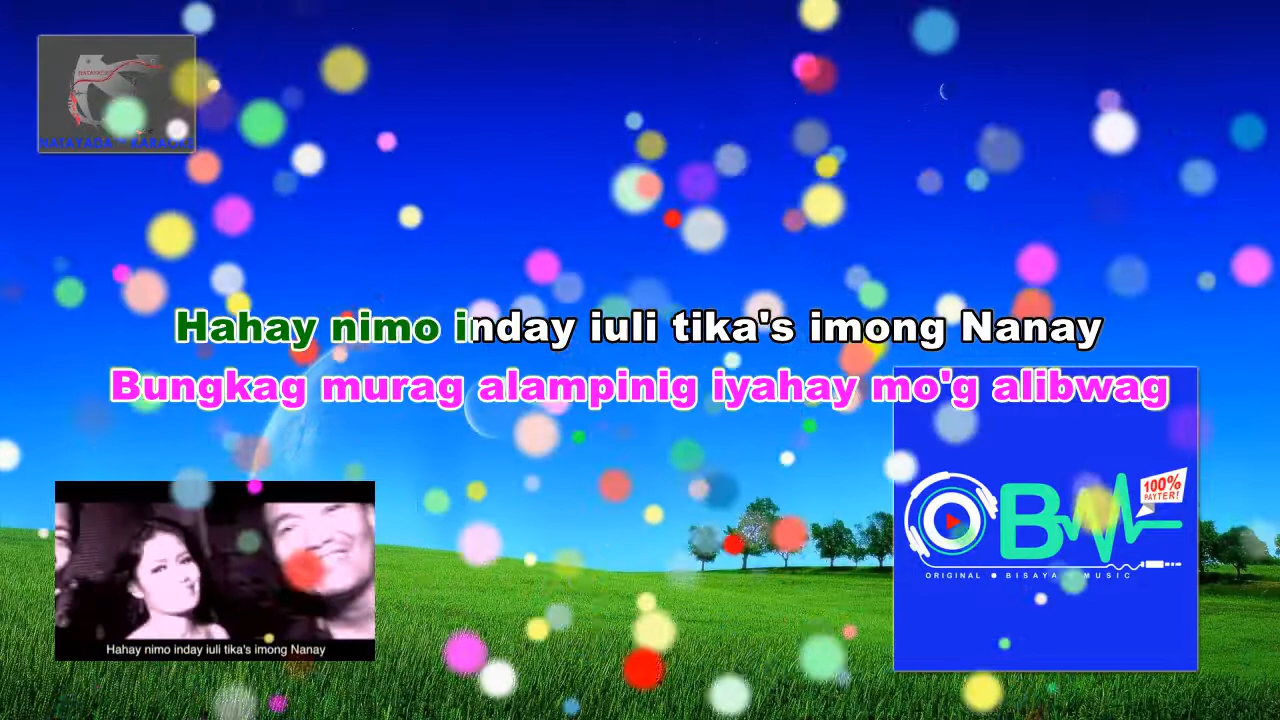 Hahay nimo inday iuli tika's imong Nanay
Bungkag murag alampinig iyahay mo'g alibwag
100%
PAYTER!
OBM
ORIGINAL BISAYA MUSIC
Hahay nimo inday iuli tika's imong Nanay